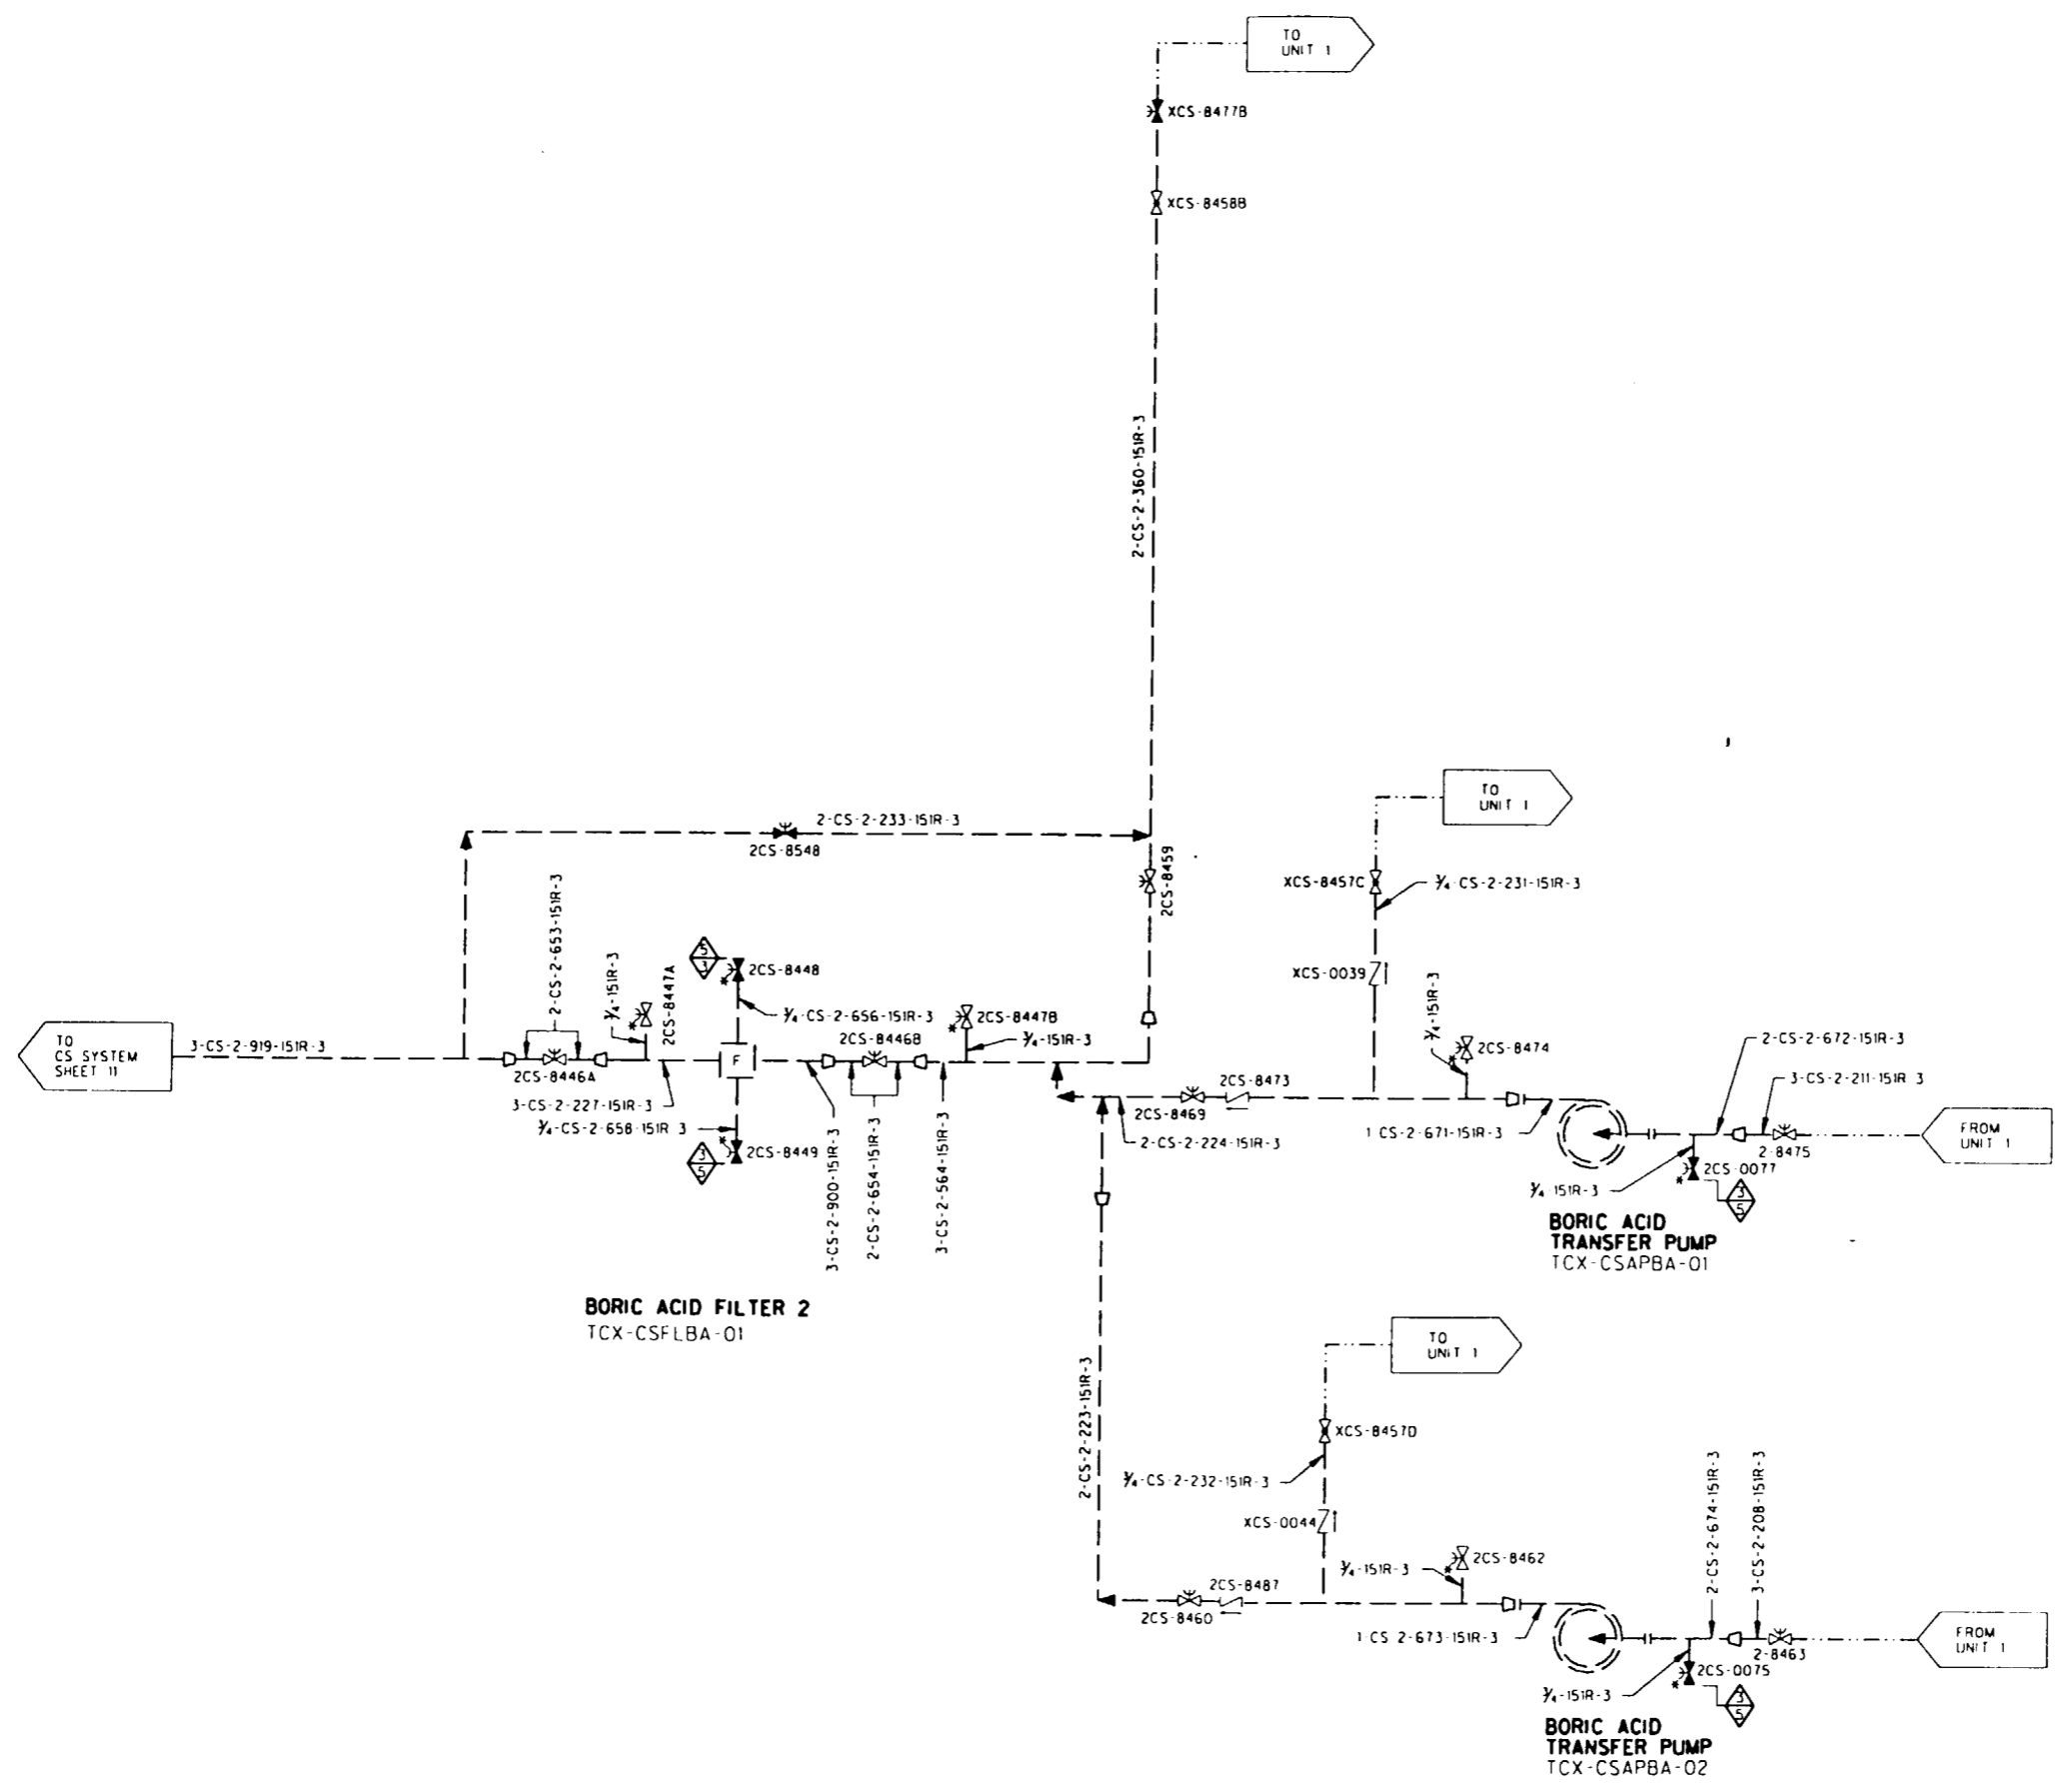 TO
UNIT 1
XCS-8477B
XCS-8458B
2-CS-2-360-151R-3
TO
UNIT 1
2-CS-2-233-151R-3
2CS-8548
2CS-8459
XCS-8457C
3/4-CS-2-231-151R-3
2-CS-2-653-151R-3
3/4-151R-3
2CS-8447A
5
3
2CS-8448
XCS-0039
3/4-151R-3
3/4-CS-2-656-151R-3
2CS-8447B
TO
CS SYSTEM
SHEET 11
3-CS-2-919-151R-3
2CS-8446B
3/4-151R-3
2CS-8474
2-CS-2-672-151R-3
F
2CS-8446A
2CS-8473
3-CS-2-211-151R 3
3-CS-2-227-151R-3
2CS-8469
3/4-CS-2-658-151R 3
1 CS-2-671-151R-3
FROM
UNIT 1
2-CS-2-224-151R-3
2CS-8449
3
5
2-8475
2CS-0077
3/4-151R-3
3
5
3-CS-2-900-151R-3
2-CS-2-654-151R-3
3-CS-2-564-151R-3
BORIC ACID
TRANSFER PUMP
TCX-CSAPBA-01
BORIC ACID FILTER 2
TCX-CSFLBA-01
TO
UNIT 1
2-CS-2-223-151R-3
XCS-8457D
3/4-CS-2-232-151R-3
XCS-0044
2-CS-2-674-151R-3
3-CS-2-208-151R-3
2CS-8462
3/4-151R-3
2CS-8487
2CS-8460
1 CS 2-673-151R-3
FROM
UNIT 1
2-8463
2CS-0075
3/4-151R-3
3
5
BORIC ACID
TRANSFER PUMP
TCX-CSAPBA-02